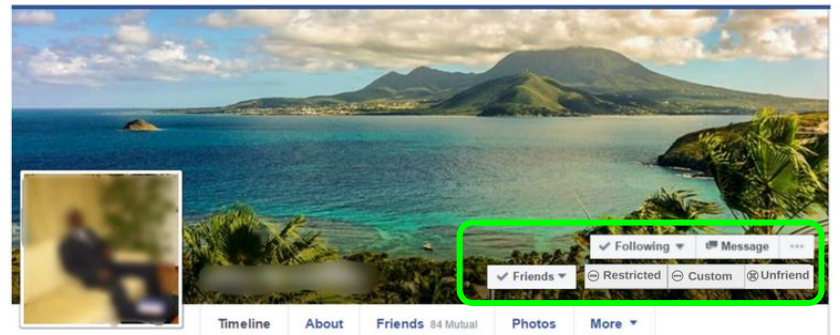 Following Message
Friends Restricted Custom Unfriend
Timeline About Friends 84 Mutual Photos More